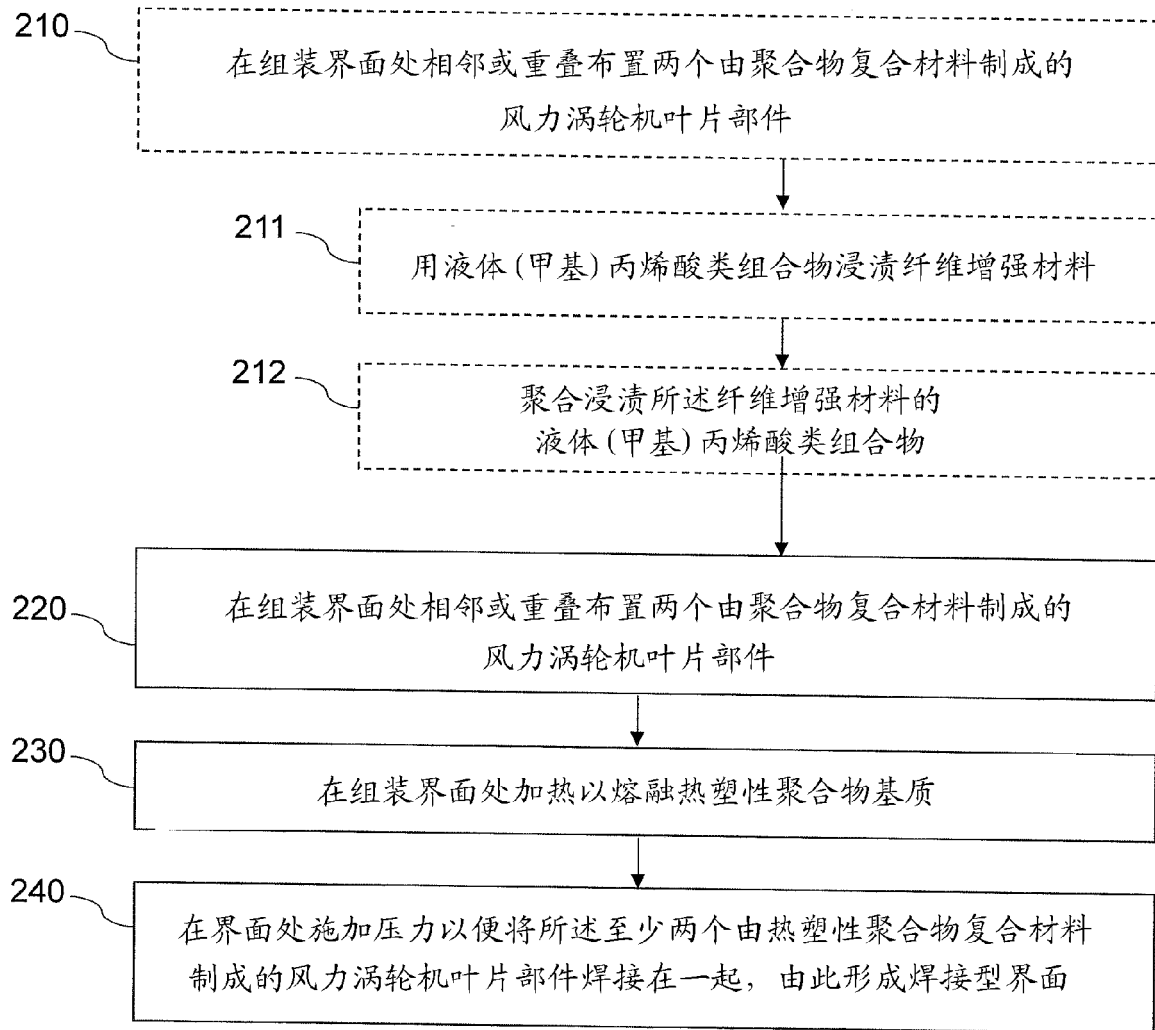 210
在组装界面处相邻或重叠布置两个由聚合物复合材料制成的
风力涡轮机叶片部件
211
用液体(甲基)丙烯酸类组合物浸渍纤维增强材料
212
聚合浸渍所述纤维增强材料的
液体(甲基)丙烯酸类组合物
220
在组装界面处相邻或重叠布置两个由聚合物复合材料制成的
风力涡轮机叶片部件
230
在组装界面处加热以熔融热塑性聚合物基质
240
在界面处施加压力以便将所述至少两个由热塑性聚合物复合材料
制成的风力涡轮机叶片部件焊接在一起，由此形成焊接型界面